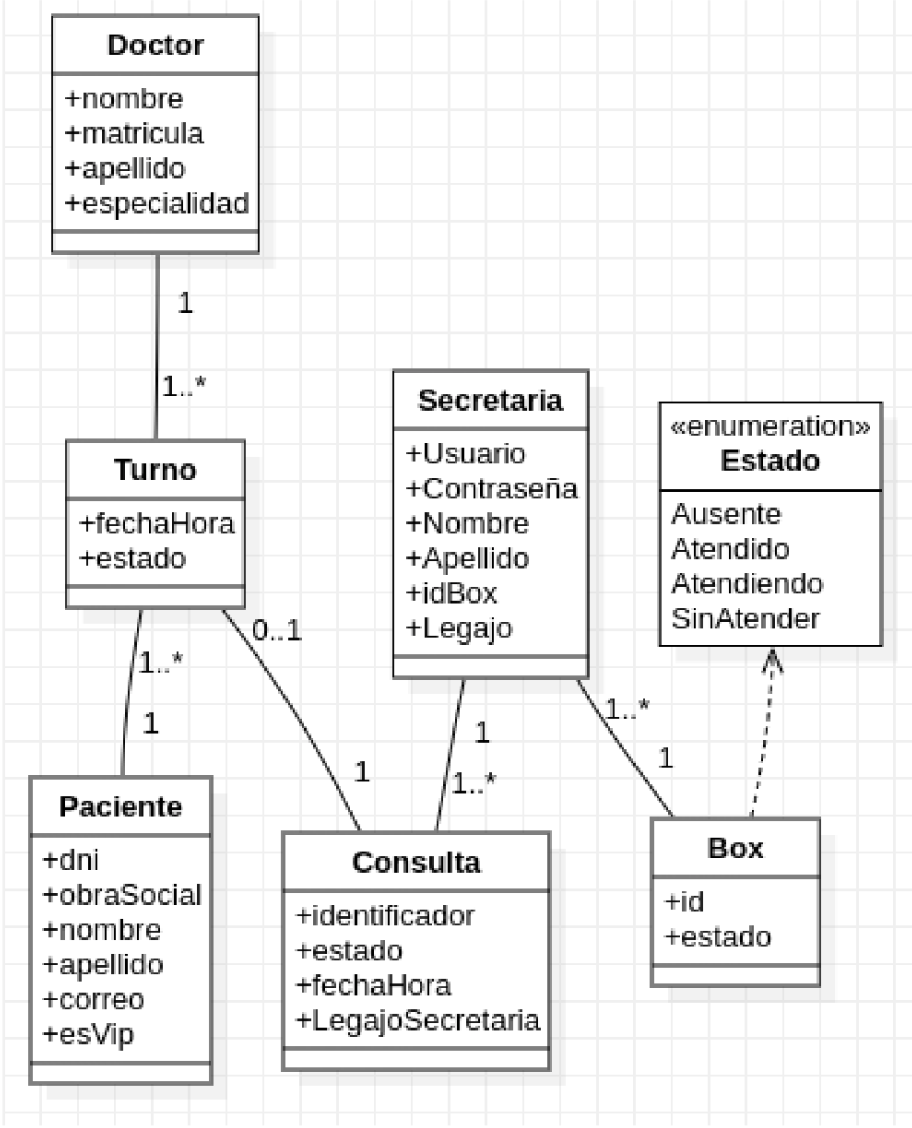 Doctor
+nombre
+matricula
+apellido
+especialidad
1
1..*
Turno
+fechaHora
+estado
1..*
1
0..1
1
Paciente
+dni
+obraSocial
+nombre
+apellido
+correo
+esVip
Secretaria
+Usuario
+Contraseña
+Nombre
+Apellido
+idBox
+Legajo
1
1..*
1..*
1
Consulta
+identificador
+estado
+fechaHora
+LegajoSecretaria
«enumeration»
Estado
Ausente
Atendido
Atendiendo
SinAtender
Box
+id
+estado